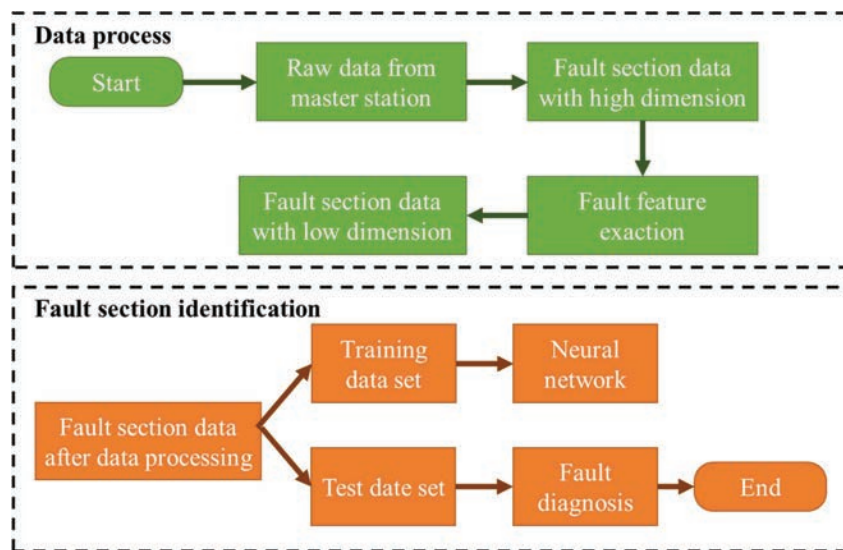 Data process
Start
Raw data from
master station
Fault section data
with high dimension
Fault section data
with low dimension
Fault feature
exaction
Fault section identification
Training
data set
Neural
network
Fault section data
after data processing
Test date set
Fault
diagnosis
End